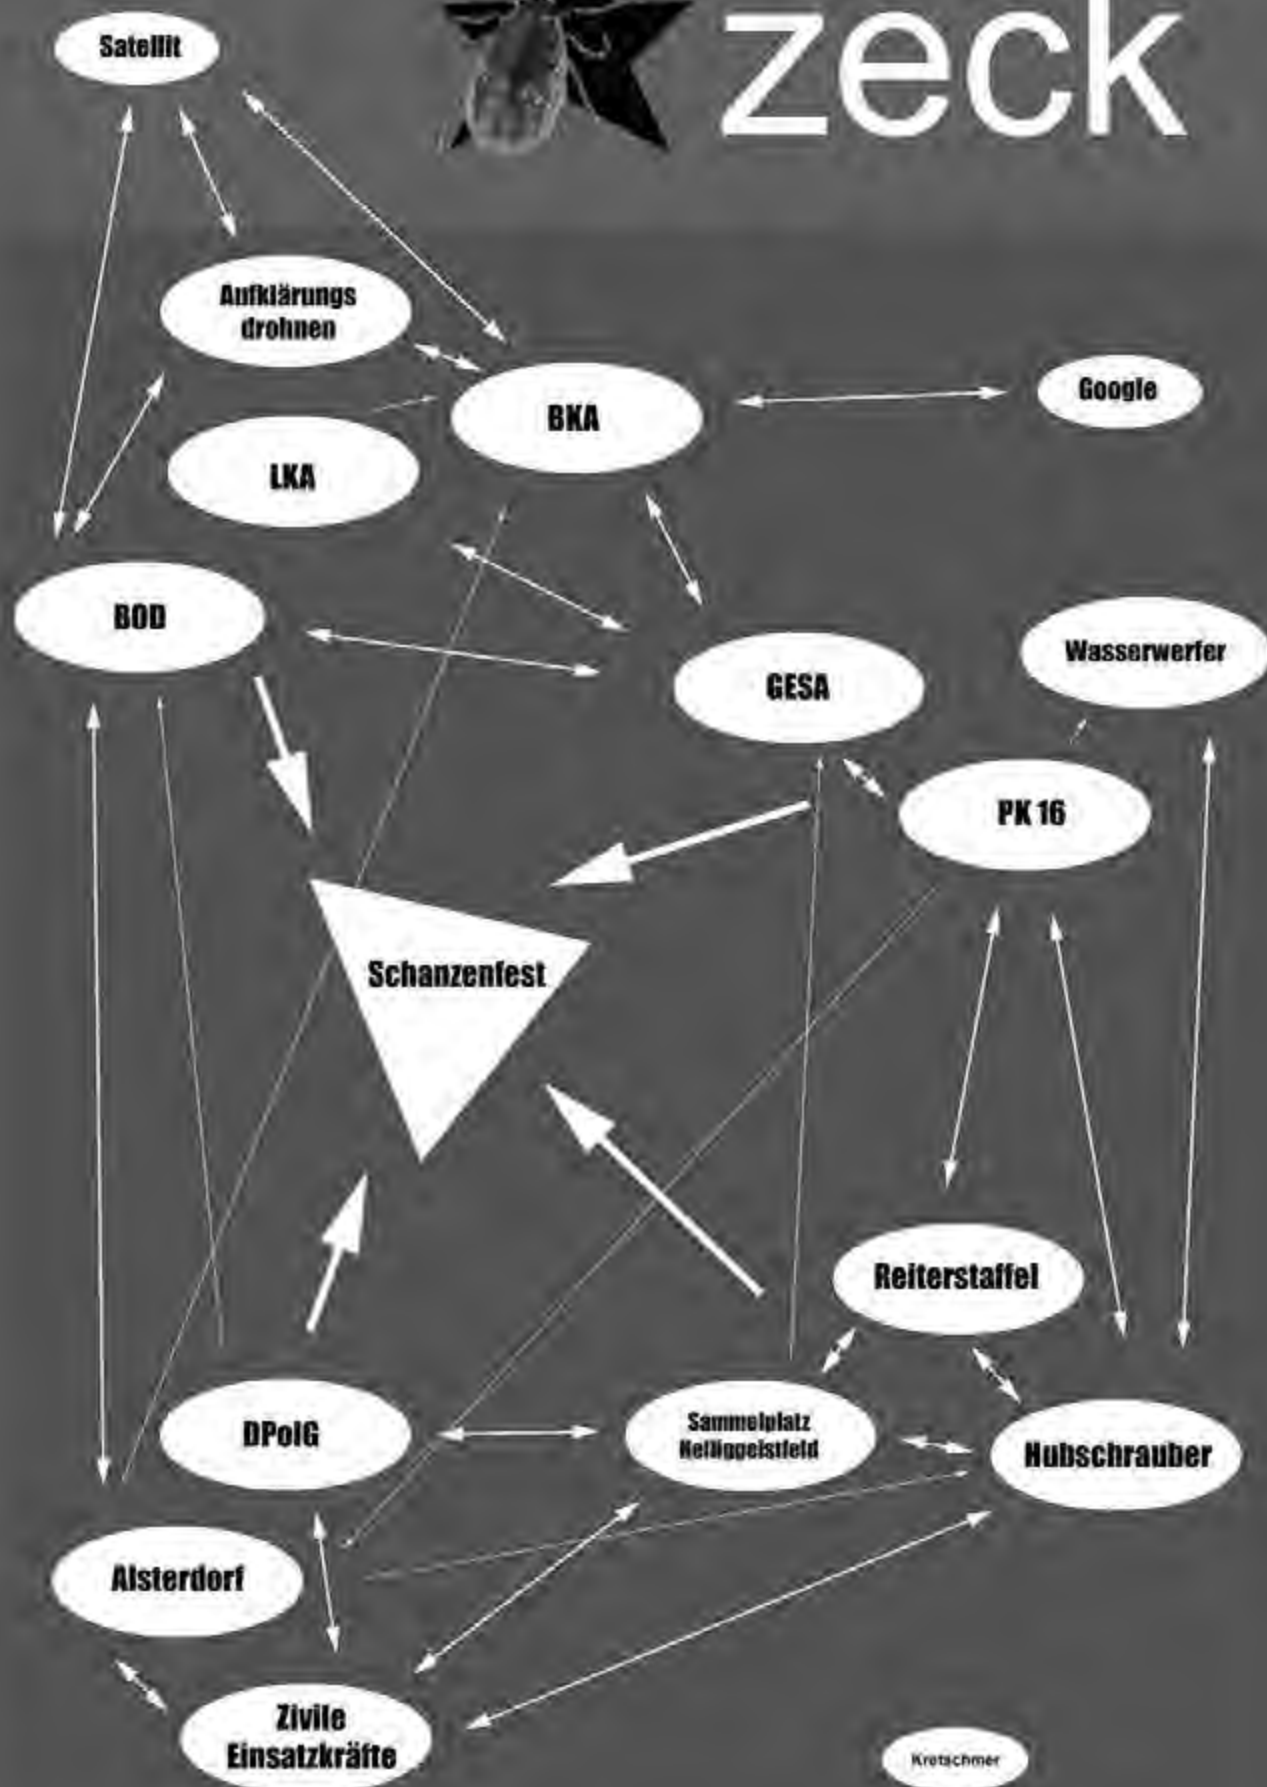 zeck
Satellit
Aufklärungs
drohnen
BKA
Google
LKA
BOD
Wasserwerfer
GESA
PK 16
Schanzenfest
Reiterstaffel
DPolG
Sammelplatz
Heiliggeistfeld
Hubschrauber
Alsterdorf
Zivile
Einsatzkräfte
Kretschmer